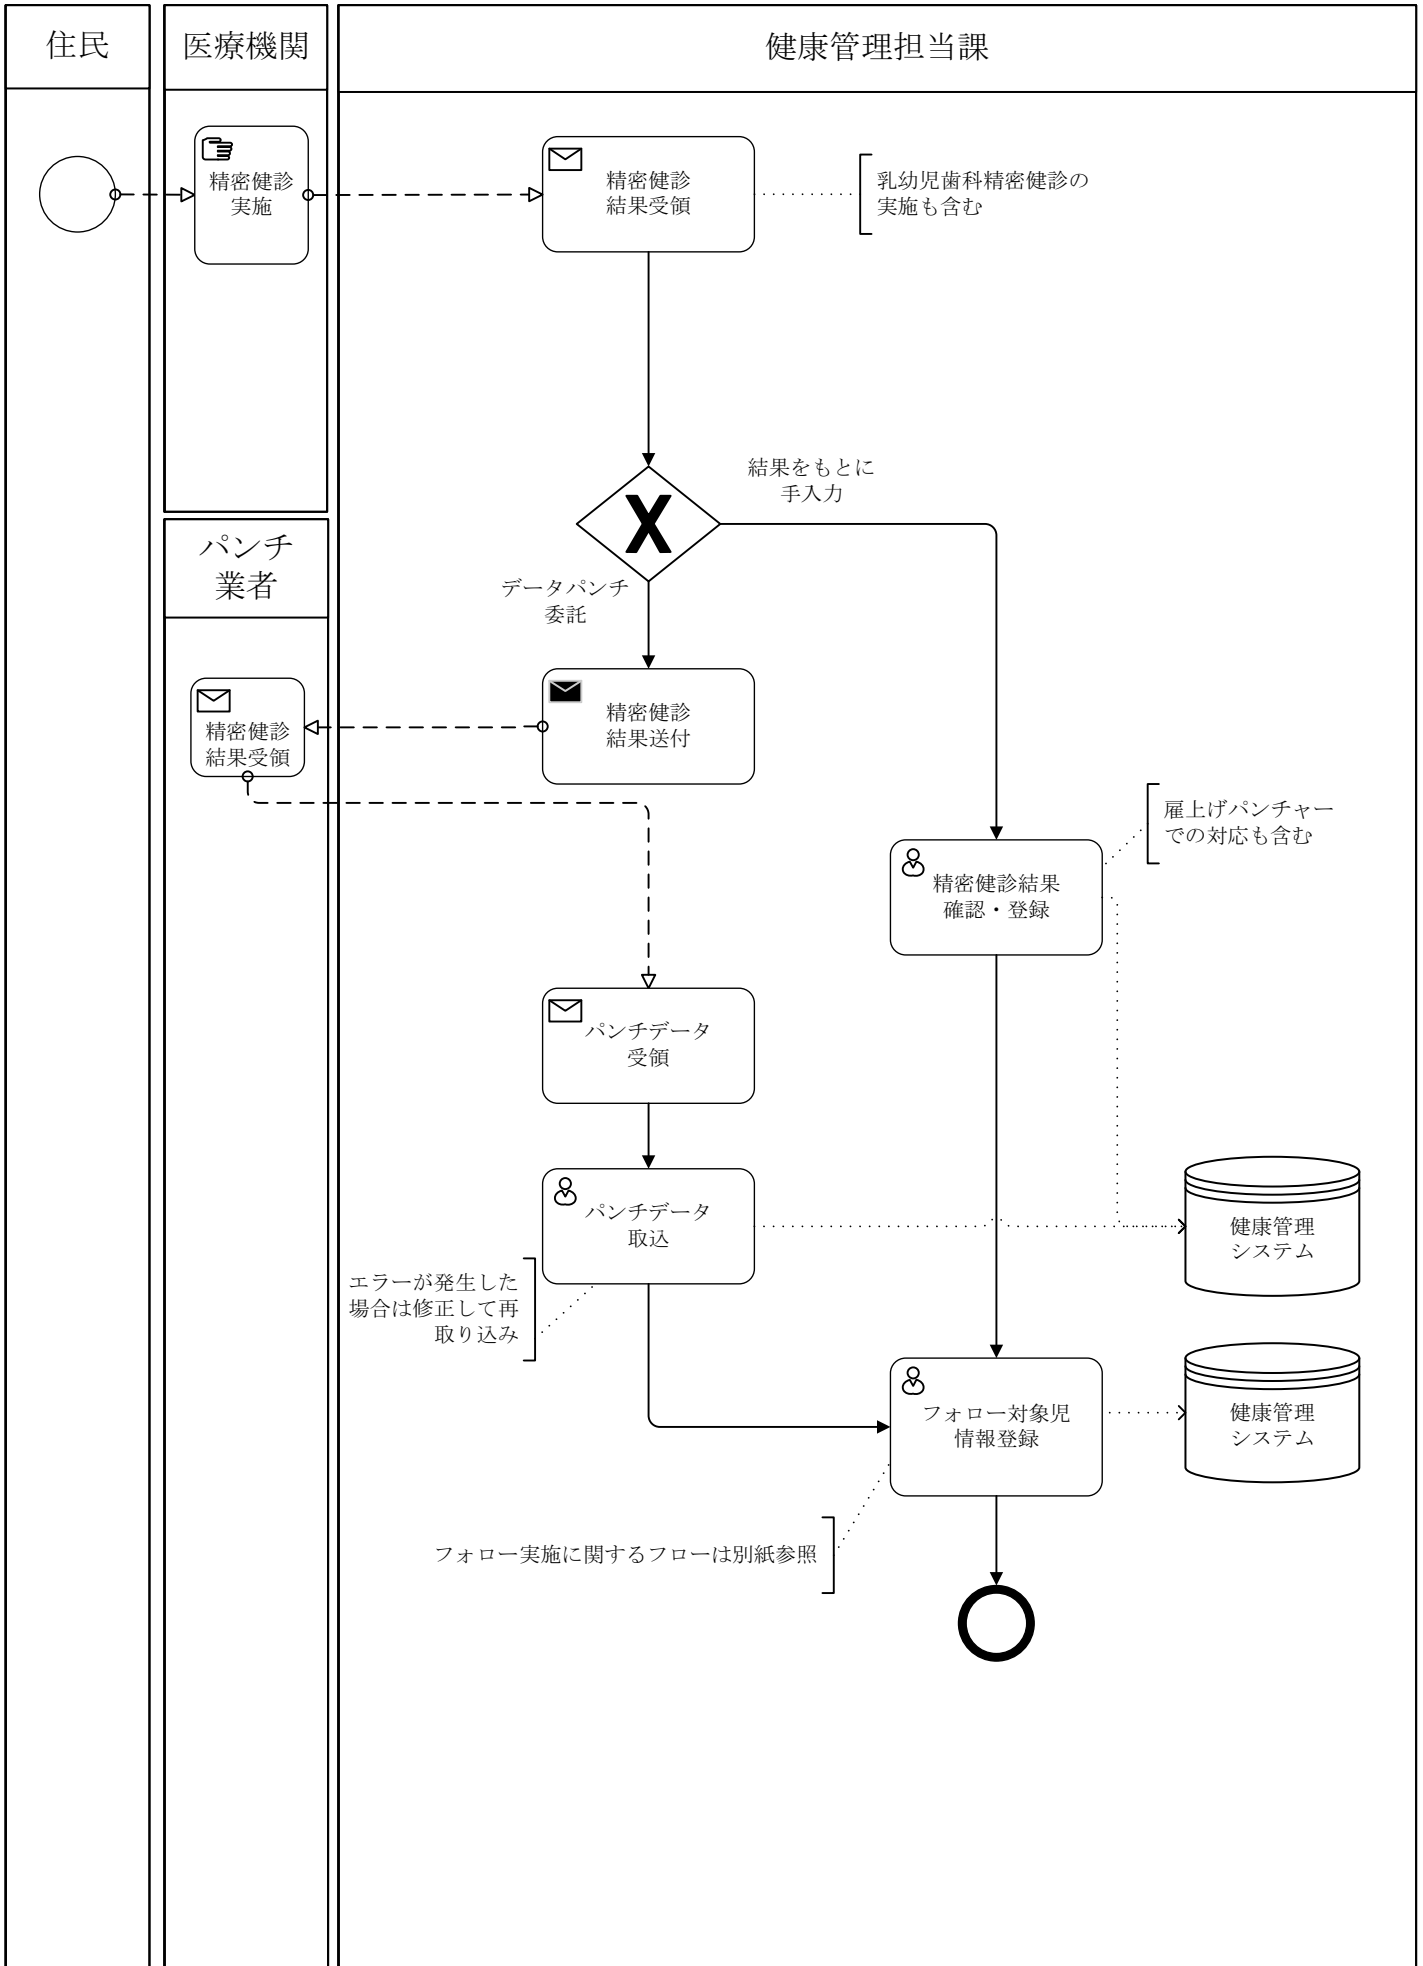 住民
医療機関
健康管理担当課
精密健診
実施
精密健診
結果受領
乳幼児歯科精密健診の
実施も含む
結果をもとに
手入力
X
パンチ
業者
データパンチ
委託
精密健診
結果受領
精密健診
結果送付
雇上げパンチャー
での対応も含む
精密健診結果
確認・登録
パンチデータ
受領
パンチデータ
取込
健康管理
システム
エラーが発生した
場合は修正して再
取り込み
フォロー対象児
情報登録
健康管理
システム
フォロー実施に関するフローは別紙参照